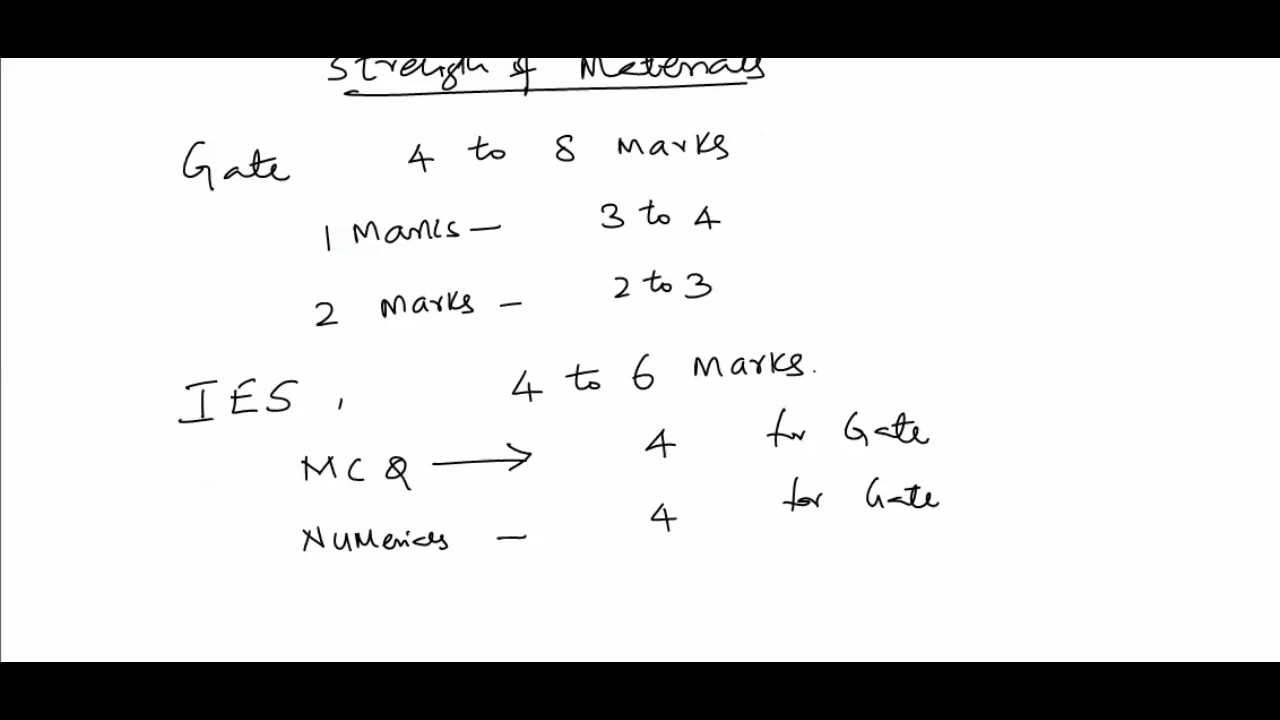 Strength of Materials
Gate 4 to 8 Marks
1 Marks - 3 to 4
2 Marks - 2 to 3
IES, 4 to 6 Marks.
MCQ → 4 for Gate
Numericals - 4 for Gate